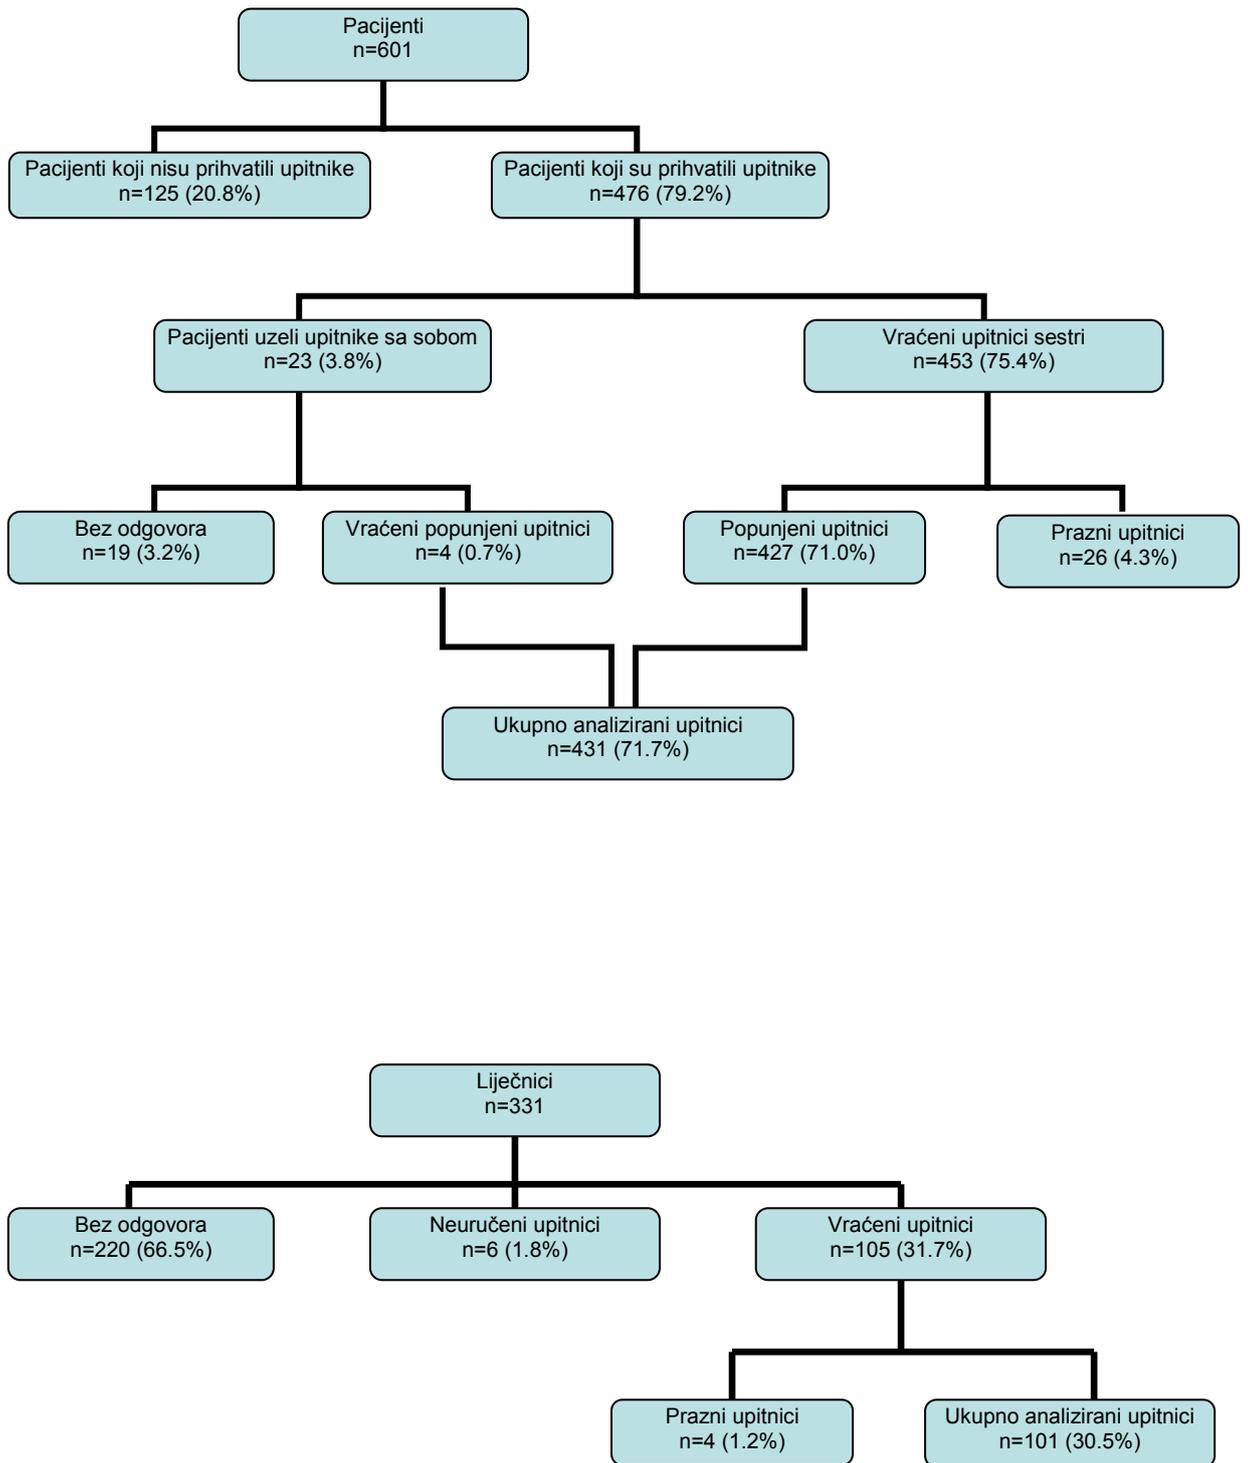 Pacijenti
n=601
Pacijenti koji nisu prihvatili upitnike
n=125 (20.8%)
Pacijenti koji su prihvatili upitnike
n=476 (79.2%)
Pacijenti uzeli upitnike sa sobom
n=23 (3.8%)
Vraćeni upitnici sestri
n=453 (75.4%)
Bez odgovora
n=19 (3.2%)
Vraćeni popunjeni upitnici
n=4 (0.7%)
Popunjeni upitnici
n=427 (71.0%)
Prazni upitnici
n=26 (4.3%)
Ukupno analizirani upitnici
n=431 (71.7%)
Liječnici
n=331
Bez odgovora
n=220 (66.5%)
Neuručeni upitnici
n=6 (1.8%)
Vraćeni upitnici
n=105 (31.7%)
Prazni upitnici
n=4 (1.2%)
Ukupno analizirani upitnici
n=101 (30.5%)